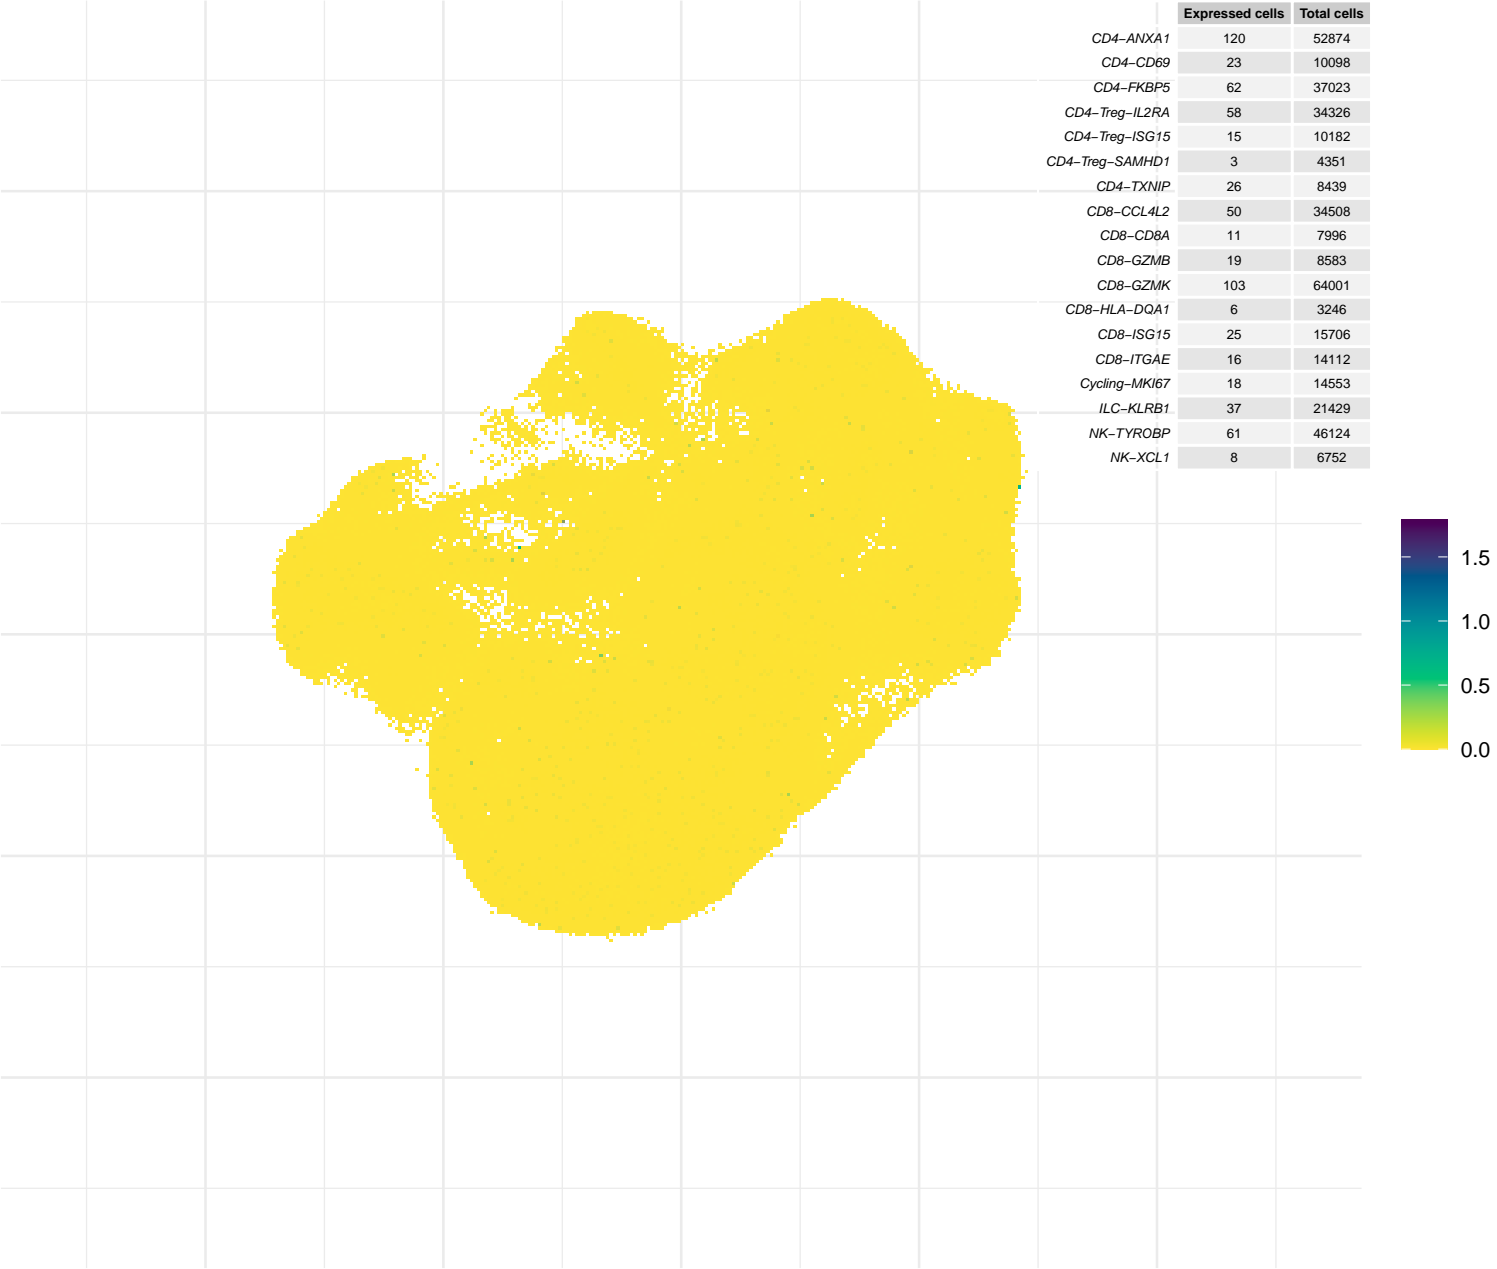 Expressed cells Total cells
CD4−ANXA1 120 52874
CD4−CD69 23 10098
CD4−FKBP5 62 37023
CD4−Treg−IL2RA 58 34326
CD4−Treg−ISG15 15 10182
CD4−Treg−SAMHD1 3 4351
CD4−TXNIP 26 8439
CD8−CCL4L2 50 34508
CD8−CD8A 11 7996
CD8−GZMB 19 8583
CD8−GZMK 103 64001
CD8−HLA−DQA1 6 3246
CD8−ISG15 25 15706
CD8−ITGAE 16 14112
Cycling−MKI67 18 14553
ILC−KLRB1 37 21429
NK−TYROBP 61 46124
NK−XCL1 8 6752
1.5
1.0
0.5
0.0